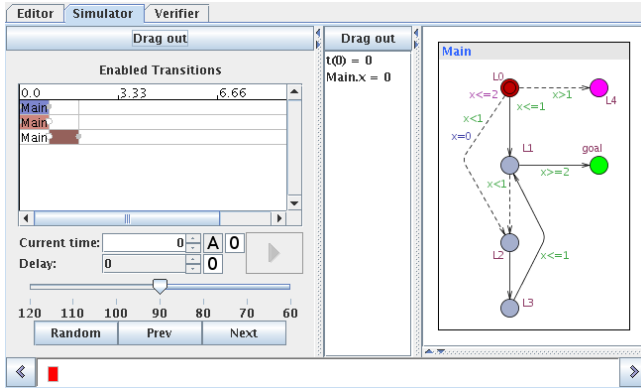 Editor Simulator Verifier
Drag out
Enabled Transitions
0.0 3.33 6.66
Main
Main
Main
Current time: 0 A 0
Delay: 0 0
120 110 100 90 80 70 60
Random Prev Next
Drag out
t(0) = 0
Main.x = 0
Main
L0
x<=2
x>1
L4
x<=1
x<1
x=0
L1
goal
x>=2
x<1
L2
x<=1
L3